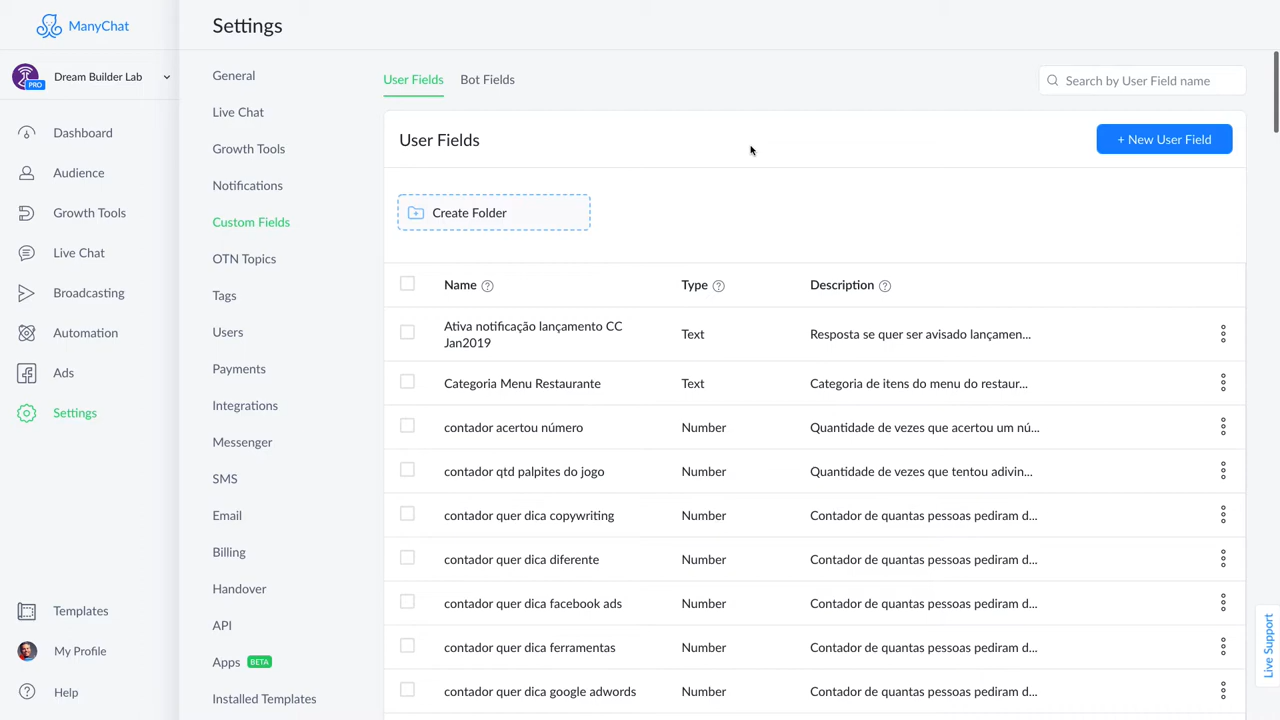 ManyChat
Settings
Dream Builder Lab
PRO
Dashboard
Audience
Growth Tools
Live Chat
Broadcasting
Automation
Ads
Settings
Templates
My Profile
Help
General
Live Chat
Growth Tools
Notifications
Custom Fields
OTN Topics
Tags
Users
Payments
Integrations
Messenger
SMS
Email
Billing
Handover
API
Apps BETA
Installed Templates
User Fields Bot Fields
Search by User Field name
User Fields
+ New User Field
Create Folder
Name ? Type ? Description ?
Ativa notificação lançamento CC
Jan2019
Text
Resposta se quer ser avisado lançamen...
Categoria Menu Restaurante Text Categoria de itens do menu do restaur...
contador acertou número Number Quantidade de vezes que acertou um nú...
contador qtd palpites do jogo Number Quantidade de vezes que tentou adivin...
contador quer dica copywriting Number Contador de quantas pessoas pediram d...
contador quer dica diferente Number Contador de quantas pessoas pediram d...
contador quer dica facebook ads Number Contador de quantas pessoas pediram d...
contador quer dica ferramentas Number Contador de quantas pessoas pediram d...
contador quer dica google adwords Number Contador de quantas pessoas pediram d...
Live Support